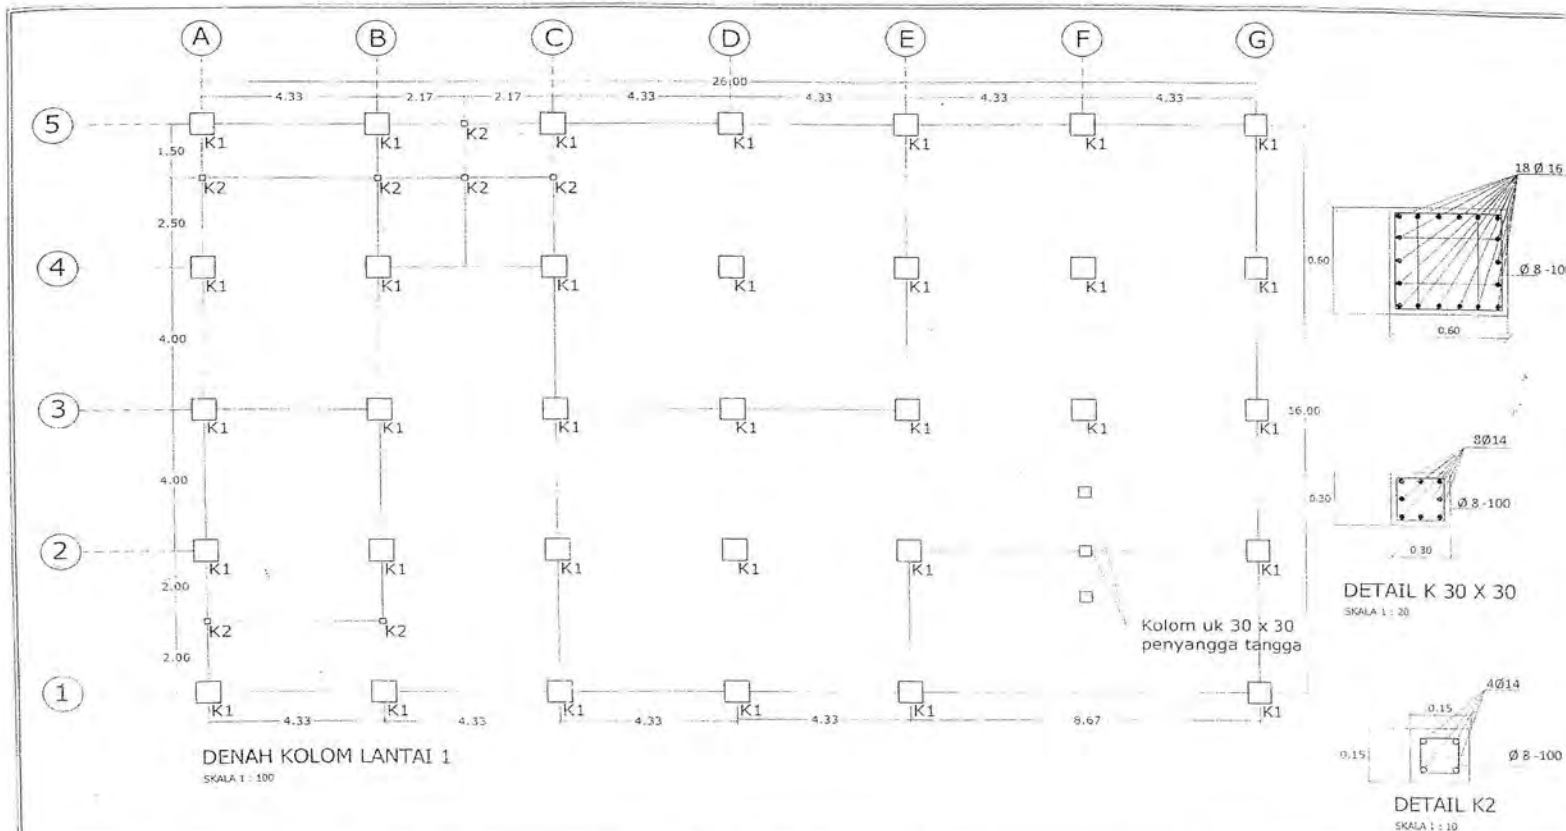 A B C D E F G
26.00
4.33 2.17 2.17 4.33 4.33 4.33 4.33
5
K1 K1 K2 K1 K1 K1 K1 K1
1.50
K2 K2 K2 K2
2.50
4
K1 K1 K1 K1 K1 K1 K1
4.00
3
K1 K1 K1 K1 K1 K1 K1
16.00
4.00
2
K1 K1 K1 K1 K1 K1
2.00
K2 K2
Kolom uk 30 x 30
penyangga tangga
2.00
1
K1 K1 K1 K1 K1 K1
4.33 4.33 4.33 4.33 8.67
DENAH KOLOM LANTAI 1
SKALA 1 : 100
18 Ø 16
0.60
Ø 8 -100
0.60
8Ø14
0.30
Ø 8 -100
0.30
DETAIL K 30 X 30
SKALA 1 : 20
4Ø14
0.15
0.15
Ø 8 -100
DETAIL K2
SKALA 1 : 10